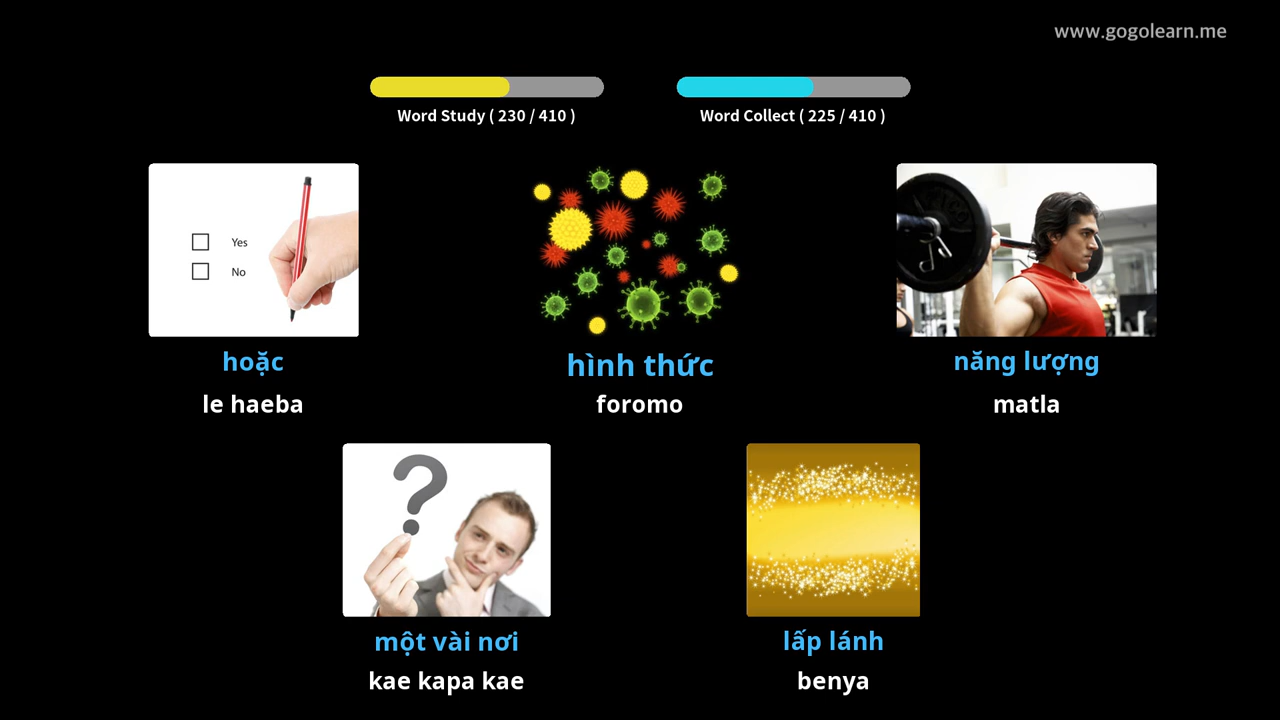 www.gogolearn.me
Word Study ( 230 / 410 )
Word Collect ( 225 / 410 )
Yes
No
hoặc
le haeba
hình thức
foromo
năng lượng
matla
một vài nơi
kae kapa kae
lấp lánh
benya